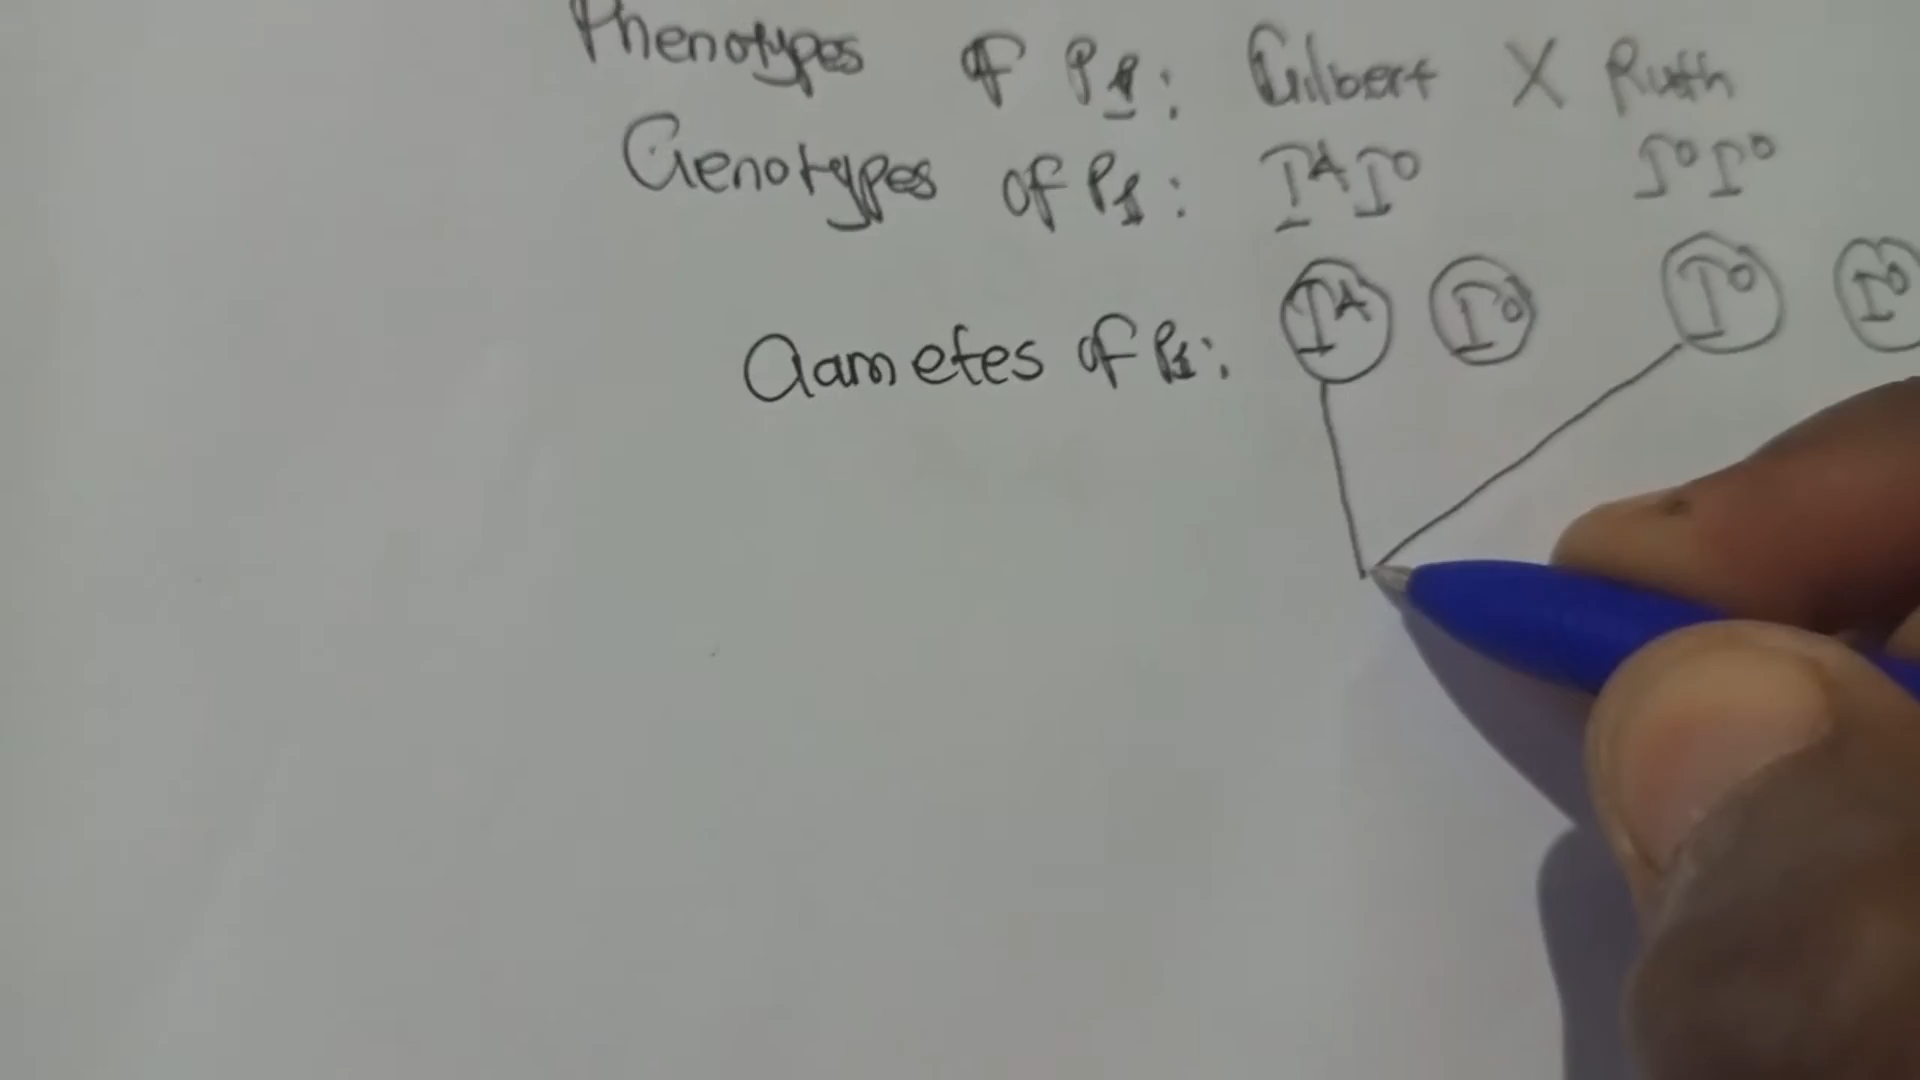 Phenotypes of P1: Gilbert X Ruth
Genotypes of P1: IᴬIᴼ IᴼIᴼ
Gametes of P1: Iᴬ Iᴼ Iᴼ Iᴼ